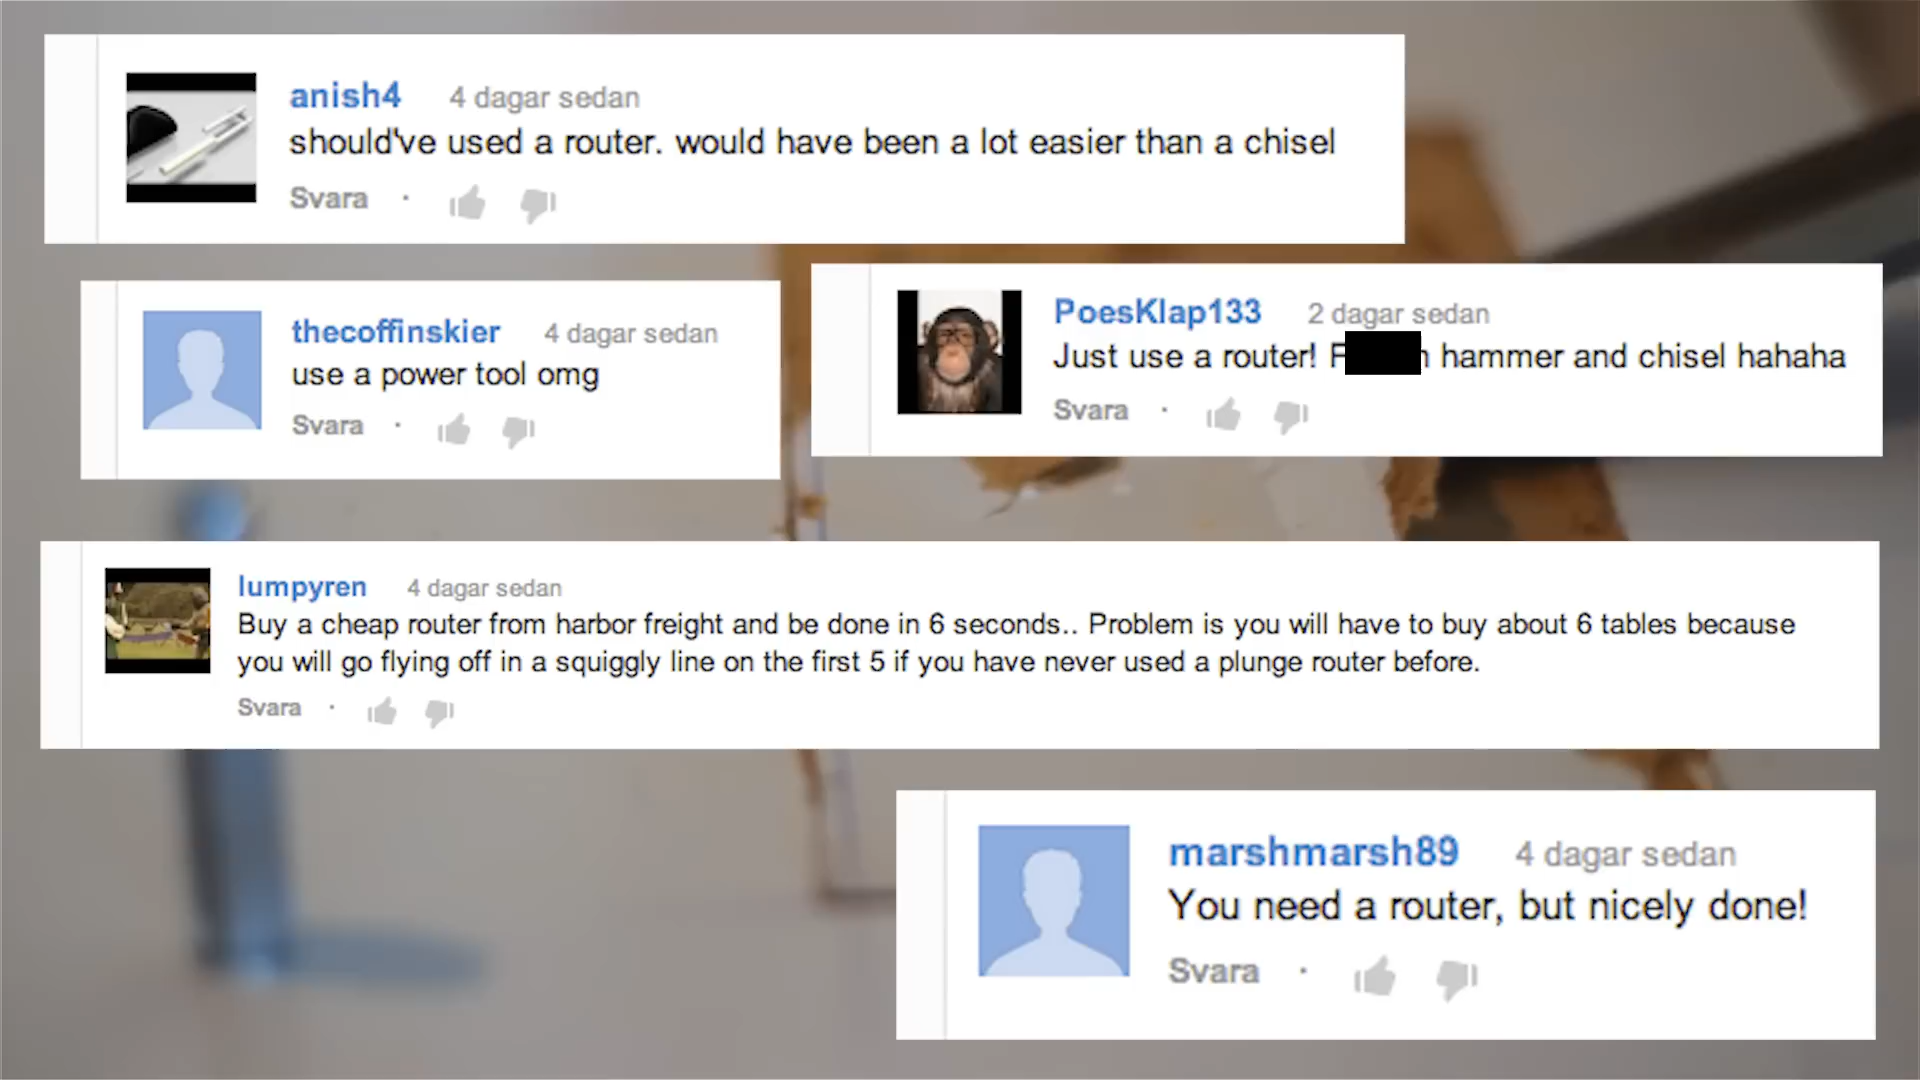 anish4 4 dagar sedan
should've used a router. would have been a lot easier than a chisel
Svara ·
thecoffinskier 4 dagar sedan
use a power tool omg
Svara ·
PoesKlap133 2 dagar sedan
Just use a router! hammer and chisel hahaha
Svara ·
lumpyren 4 dagar sedan
Buy a cheap router from harbor freight and be done in 6 seconds.. Problem is you will have to buy about 6 tables because
you will go flying off in a squiggly line on the first 5 if you have never used a plunge router before.
Svara ·
marshmarsh89 4 dagar sedan
You need a router, but nicely done!
Svara ·